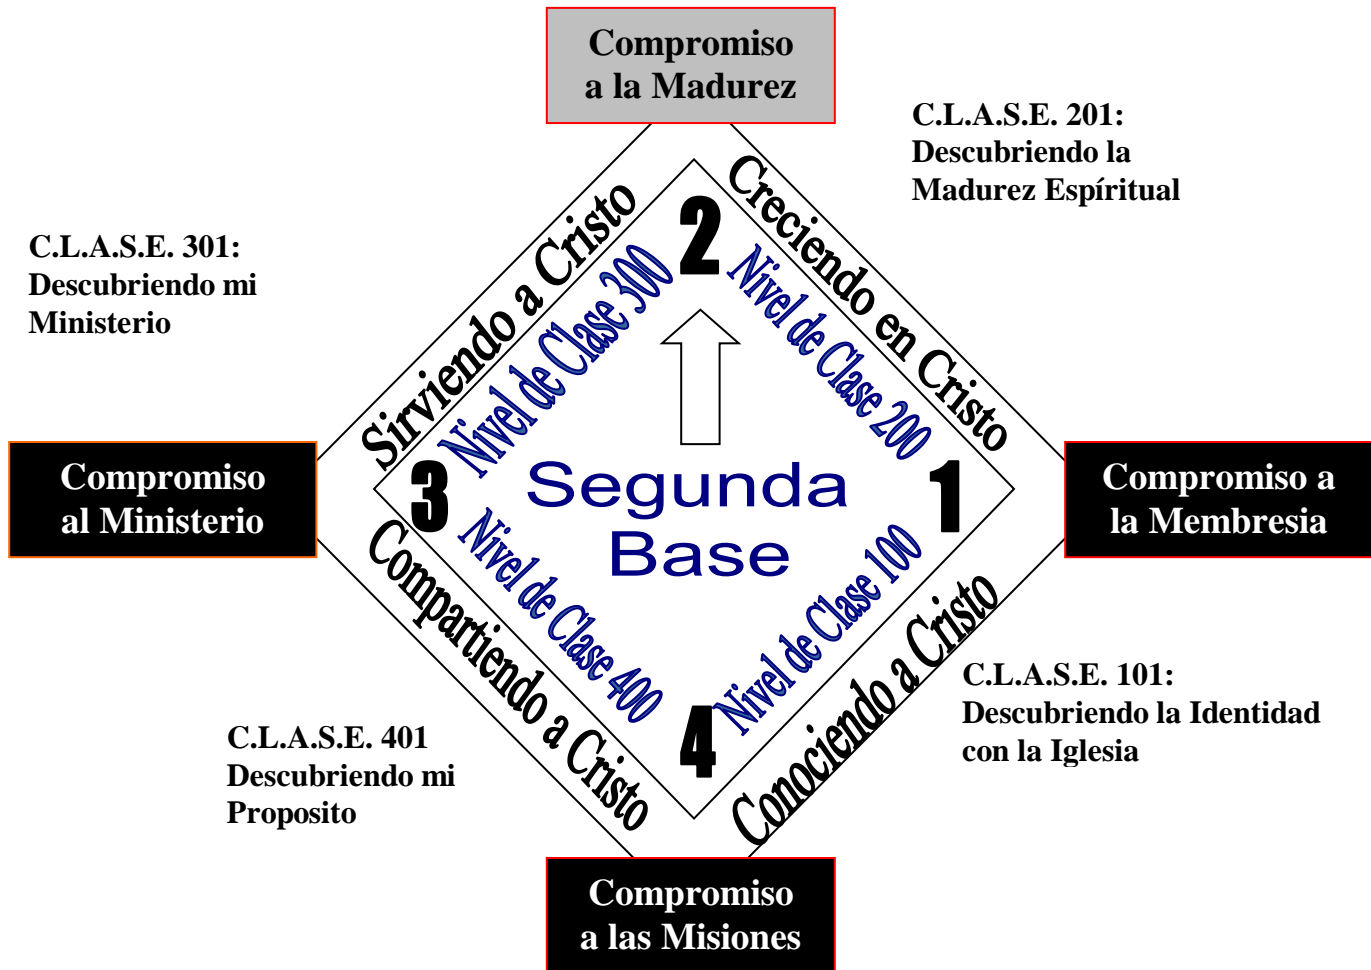 Compromiso
a la Madurez
C.L.A.S.E. 201:
Descubriendo la
Madurez Espíritual
C.L.A.S.E. 301:
Descubriendo mi
Ministerio
Sirviendo a Cristo
Creciendo en Cristo
2
Nivel de Clase 300
Nivel de Clase 200
Compromiso
al Ministerio
3
Segunda
Base
1
Compromiso a
la Membresia
Nivel de Clase 400
Nivel de Clase 100
Compartiendo a Cristo
Conociendo a Cristo
4
C.L.A.S.E. 101:
Descubriendo la Identidad
con la Iglesia
C.L.A.S.E. 401
Descubriendo mi
Proposito
Compromiso
a las Misiones